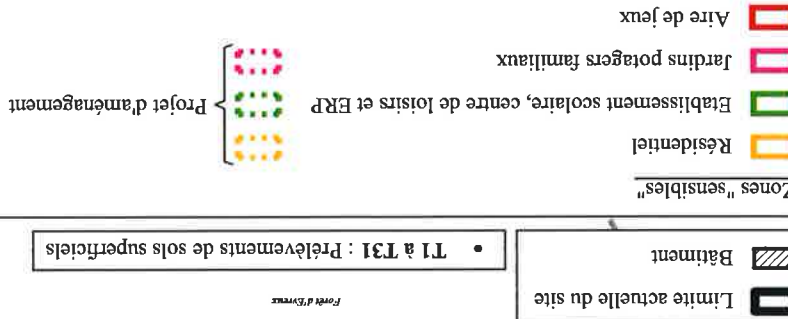 Limite actuelle du site
Bâtiment
Forêt d'Evreux
• T1 à T31 : Prélèvements de sols superficiels
Zones "sensibles"
Résidentiel
Etablissement scolaire, centre de loisirs et ERP
Jardins potagers familiaux
Aire de jeux
Projet d'aménagement